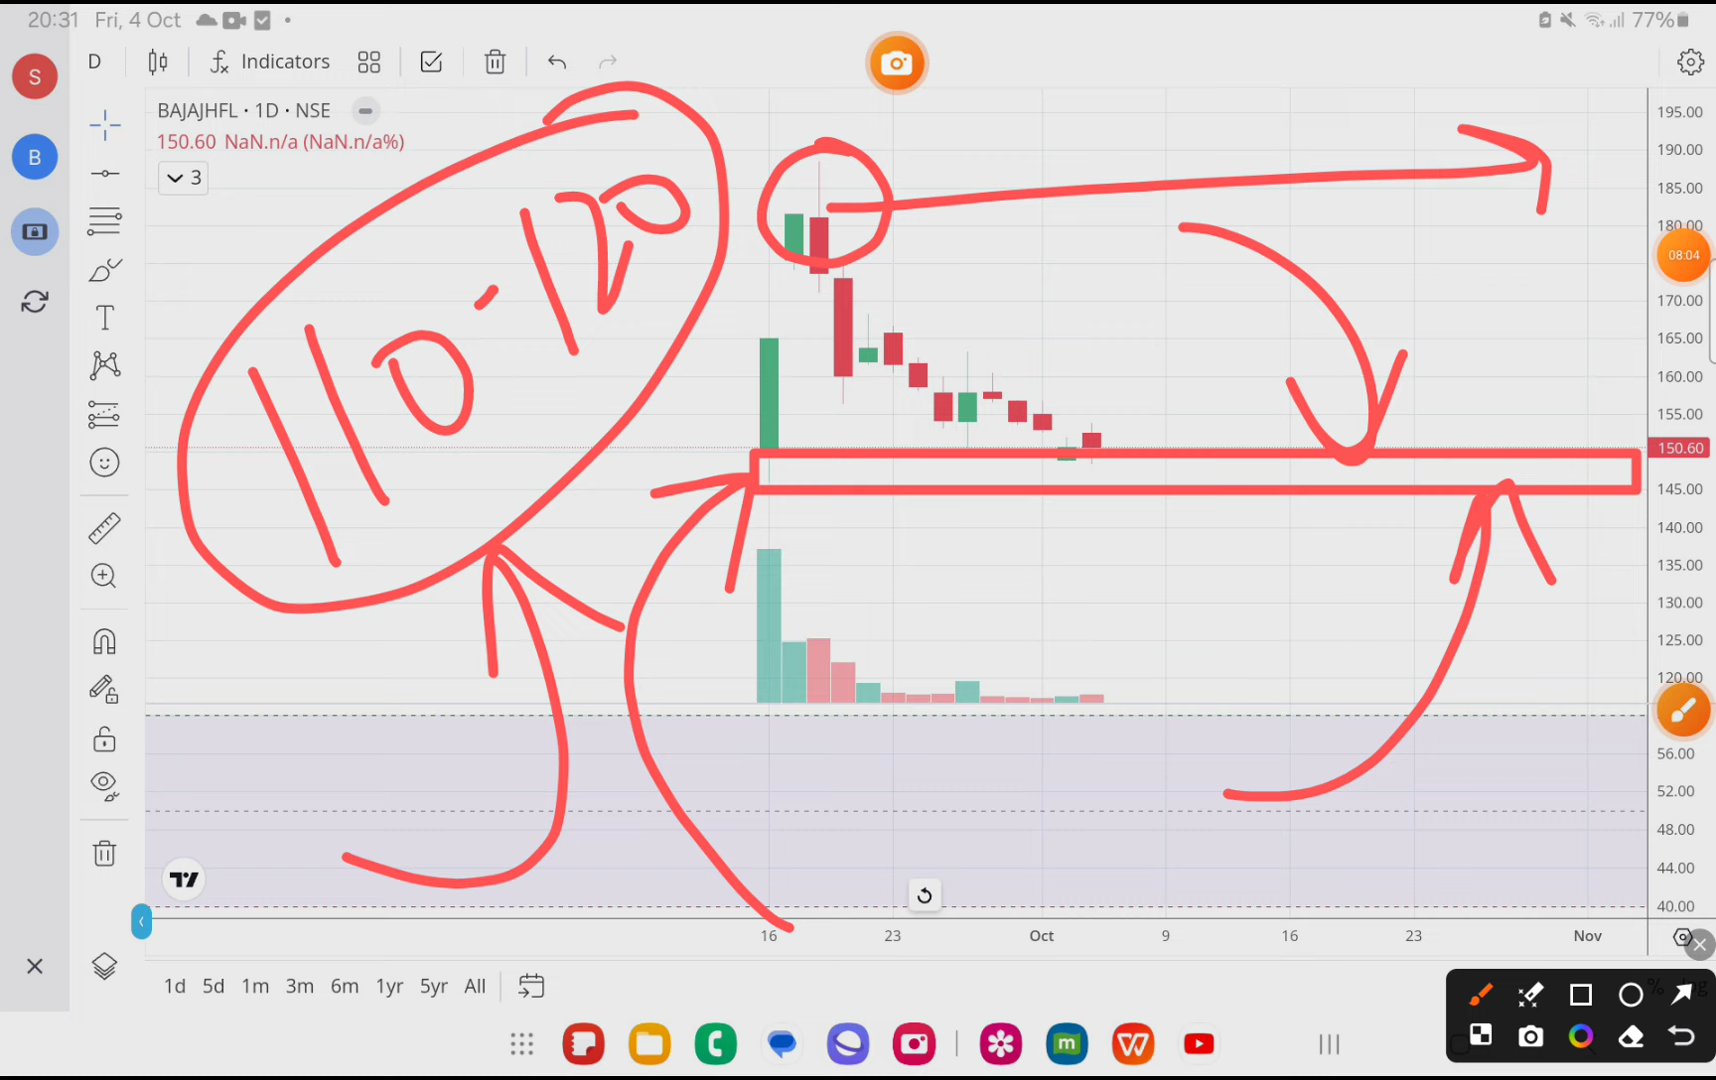 20:31 Fri, 4 Oct
77%
S
D
Indicators
BAJAJHFL · 1D · NSE
150.60 NaN.n/a (NaN.n/a%)
3
B
T
110-120
195.00
190.00
185.00
180.00
08:04
170.00
165.00
160.00
155.00
150.60
145.00
140.00
135.00
130.00
125.00
120.00
56.00
52.00
48.00
44.00
40.00
16 23 Oct 9 16 23 Nov
1d 5d 1m 3m 6m 1yr 5yr All
%
m
W